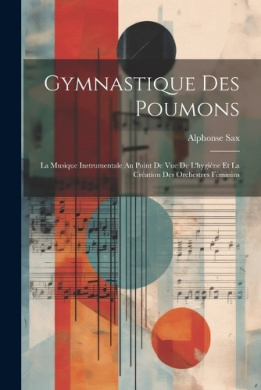 Gymnastique Des
Poumons
Alphonse Sax
La Musique Instrumentale Au Point De Vue De L'hygiène Et La
Création Des Orchestres Féminins